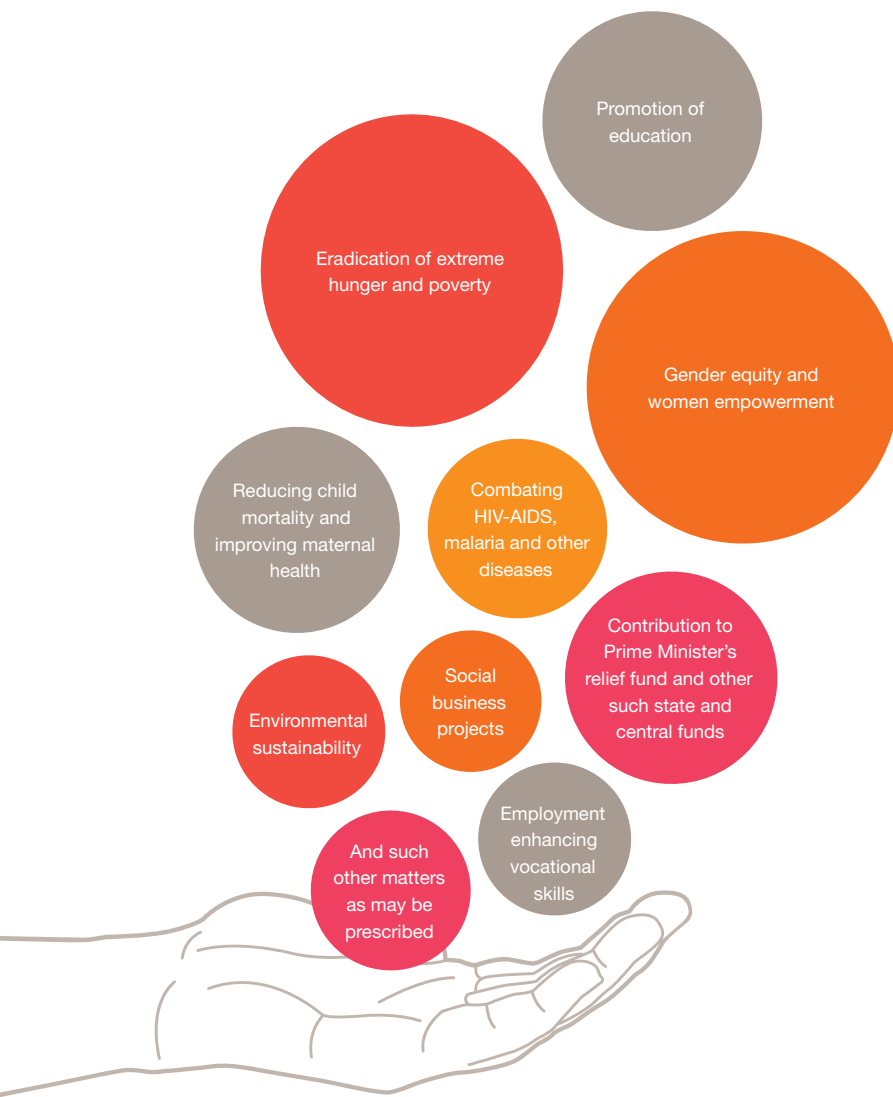 Promotion of
education
Eradication of extreme
hunger and poverty
Gender equity and
women empowerment
Reducing child
mortality and
improving maternal
health
Combating
HIV-AIDS,
malaria and other
diseases
Contribution to
Prime Minister’s
relief fund and other
such state and
central funds
Social
business
projects
Environmental
sustainability
Employment
enhancing
vocational
skills
And such
other matters
as may be
prescribed